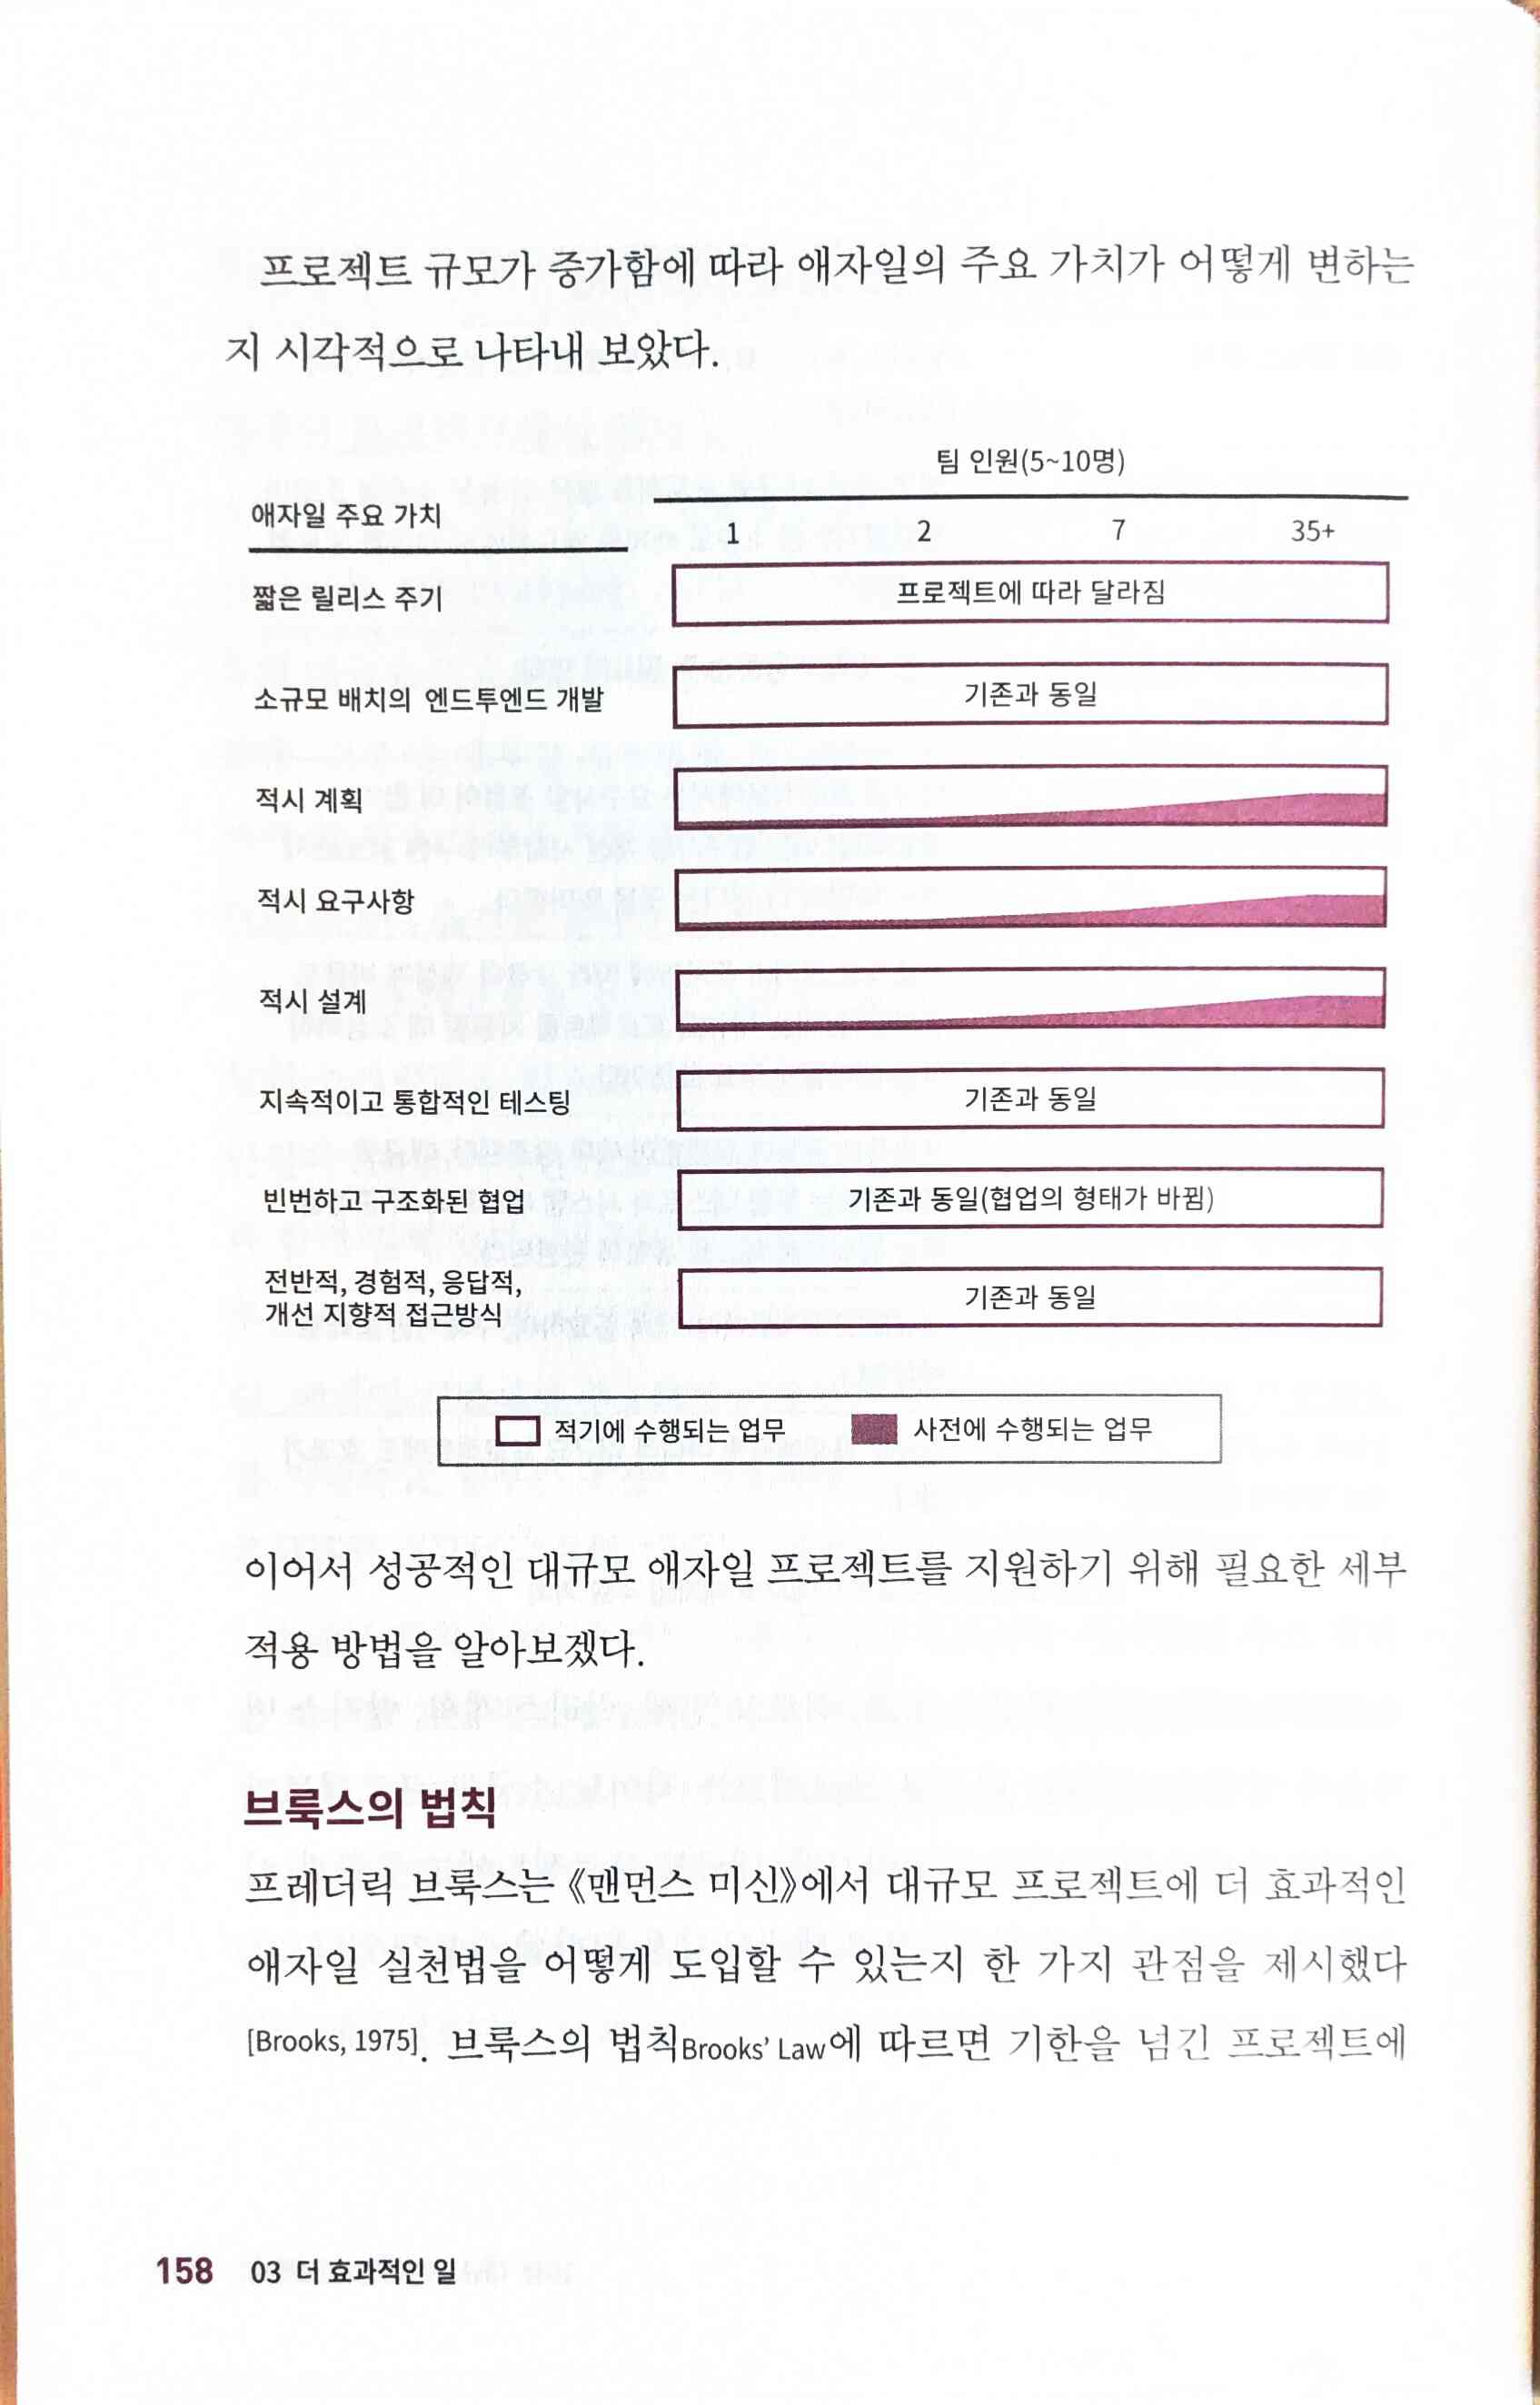 프로젝트 규모가 증가함에 따라 애자일의 주요 가치가 어떻게 변하는
지 시각적으로 나타내 보았다.
팀 인원(5~10명)
애자일 주요 가치
1 2 7 35+
짧은 릴리스 주기 프로젝트에 따라 달라짐
소규모 배치의 엔드투엔드 개발 기존과 동일
적시 계획
적시 요구사항
적시 설계
지속적이고 통합적인 테스팅 기존과 동일
빈번하고 구조화된 협업 기존과 동일(협업의 형태가 바뀜)
전반적, 경험적, 응답적,
개선 지향적 접근방식 기존과 동일
적기에 수행되는 업무 사전에 수행되는 업무
이어서 성공적인 대규모 애자일 프로젝트를 지원하기 위해 필요한 세부
적용 방법을 알아보겠다.
브룩스의 법칙
프레더릭 브룩스는 《맨먼스 미신》에서 대규모 프로젝트에 더 효과적인
애자일 실천법을 어떻게 도입할 수 있는지 한 가지 관점을 제시했다
[Brooks, 1975]. 브룩스의 법칙Brooks' Law에 따르면 기한을 넘긴 프로젝트에
158 03 더 효과적인 일